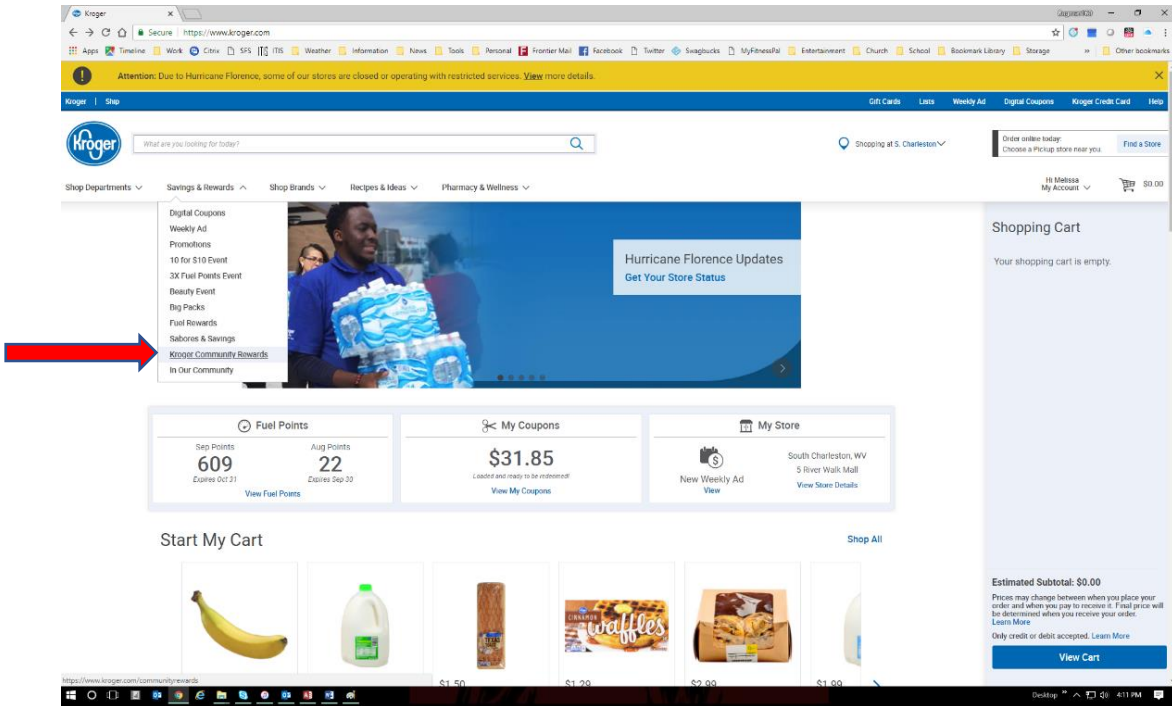 Kroger
Secure https://www.kroger.com
Apps Timeline Work Citrix SFS ITIS Weather Information News Tools Personal Frontier Mail Facebook Twitter Swagbucks MyFitnessPal Entertainment Church School Bookmark Library Storage » Other bookmarks
Attention: Due to Hurricane Florence, some of our stores are closed or operating with restricted services. View more details.
Kroger | Shop Gift Cards Lists Weekly Ad Digital Coupons Kroger Credit Card Help
Kroger
What are you looking for today?
Shopping at S. Charleston
Order online today:
Choose a Pickup store near you.
Find a Store
Shop Departments Savings & Rewards Shop Brands Recipes & Ideas Pharmacy & Wellness
Hi Melissa
My Account
$0.00
Digital Coupons
Weekly Ad
Promotions
10 for $10 Event
3X Fuel Points Event
Beauty Event
Big Packs
Fuel Rewards
Sabores & Savings
Kroger Community Rewards
In Our Community
Hurricane Florence Updates
Get Your Store Status
Shopping Cart
Your shopping cart is empty.
Fuel Points
Sep Points Aug Points
609 22
Expires Oct 31 Expires Sep 30
View Fuel Points
My Coupons
$31.85
Loaded and ready to be redeemed!
View My Coupons
My Store
New Weekly Ad
View
South Charleston, WV
5 River Walk Mall
View Store Details
Start My Cart
Shop All
CINNAMON
waffles
$1.50 $1.29 $2.99 $1.99
Estimated Subtotal: $0.00
Prices may change between when you place your
order and when you pay to receive it. Final price will
be determined when you receive your order.
Learn More
Only credit or debit accepted. Learn More
View Cart
https://www.kroger.com/communityrewards
Desktop » 4:11 PM